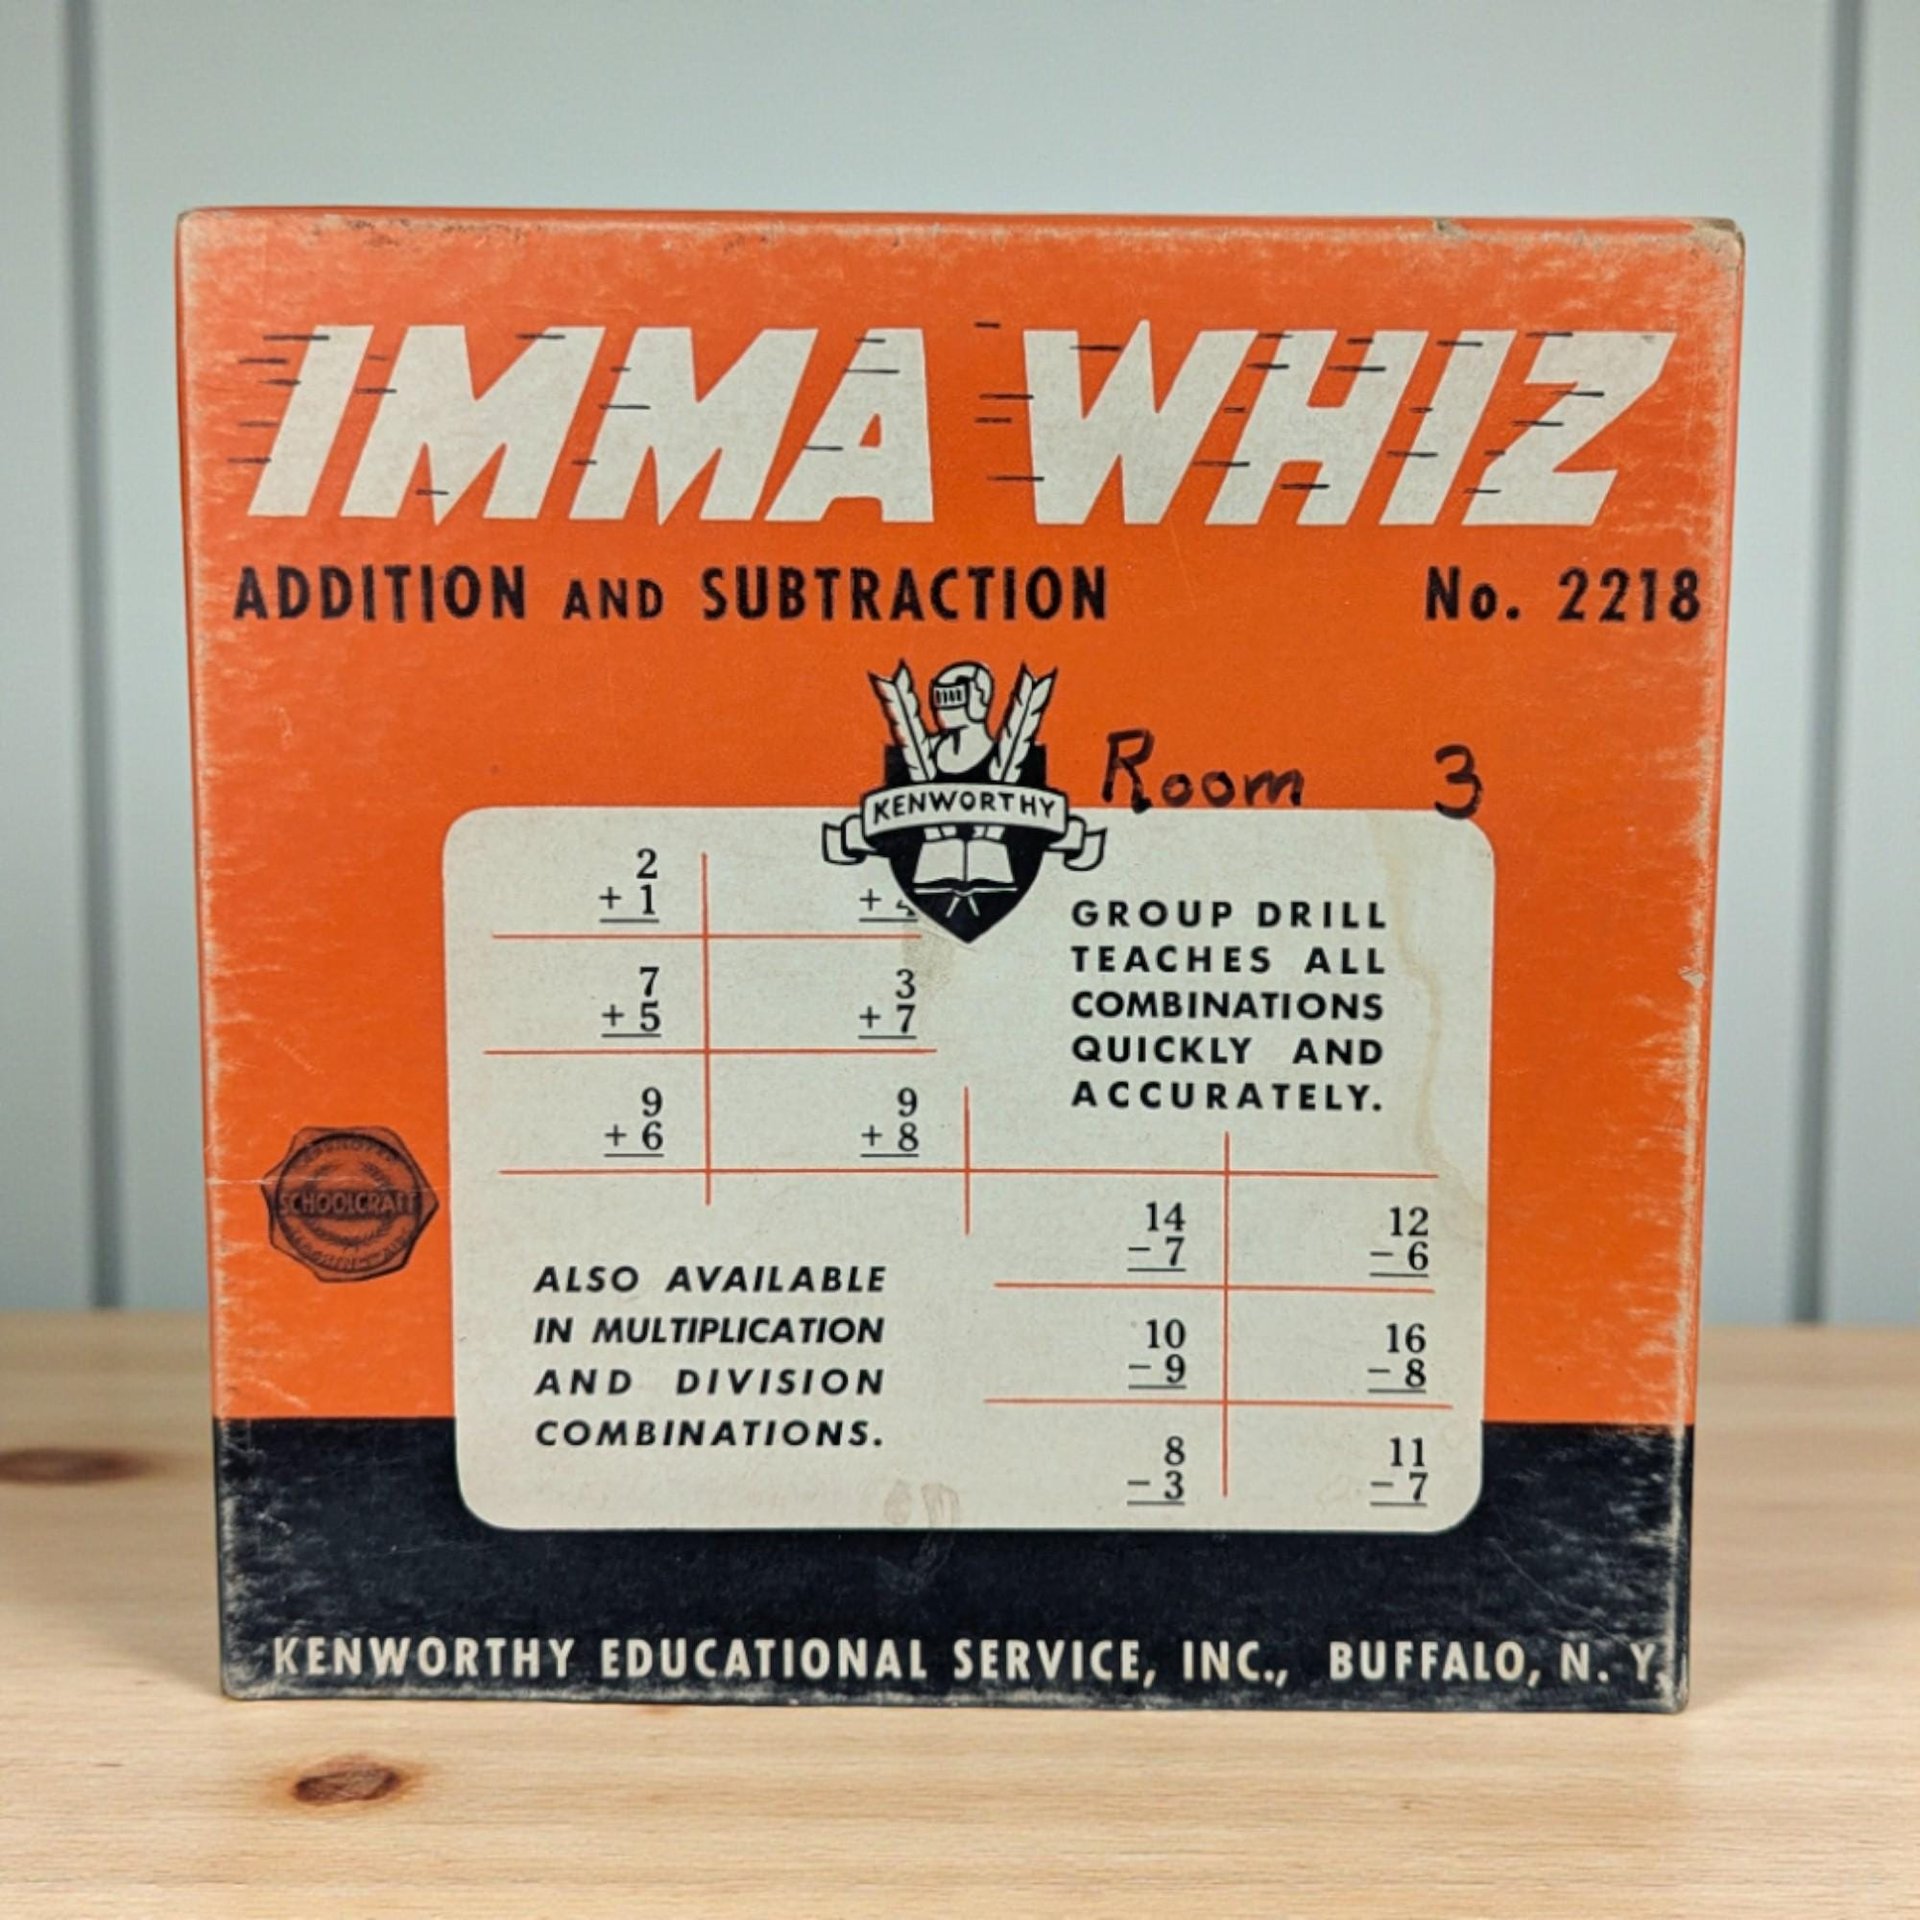 IMMA WHIZ
ADDITION AND SUBTRACTION No. 2218
Room 3
KENWORTHY
2
+ 1
+ 4
7
+ 5
3
+ 7
9
+ 6
9
+ 8
GROUP DRILL
TEACHES ALL
COMBINATIONS
QUICKLY AND
ACCURATELY.
SCHOOLCRAFT
ALSO AVAILABLE
IN MULTIPLICATION
AND DIVISION
COMBINATIONS.
14
- 7
12
- 6
10
- 9
16
- 8
8
- 3
11
- 7
KENWORTHY EDUCATIONAL SERVICE, INC., BUFFALO, N. Y.